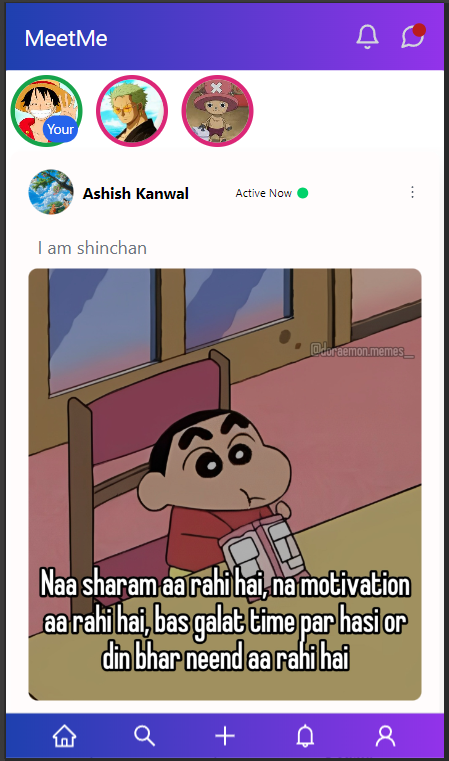 MeetMe
Your
Ashish Kanwal
Active Now
I am shinchan
@doraemon.memes__
Naa sharam aa rahi hai, na motivation
aa rahi hai, bas galat time par hasi or
din bhar neend aa rahi hai